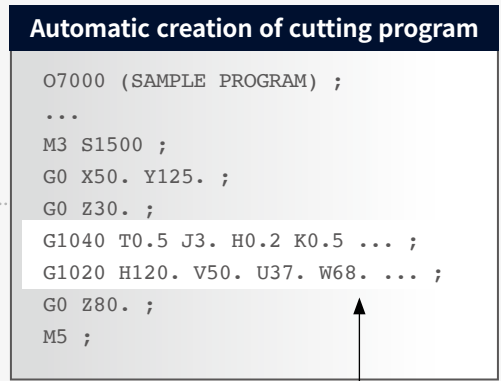 Automatic creation of cutting program
O7000 (SAMPLE PROGRAM) ;
...
M3 S1500 ;
G0 X50. Y125. ;
G0 Z30. ;
G1040 T0.5 J3. H0.2 K0.5 ... ;
G1020 H120. V50. U37. W68. ... ;
G0 Z80. ;
M5 ;